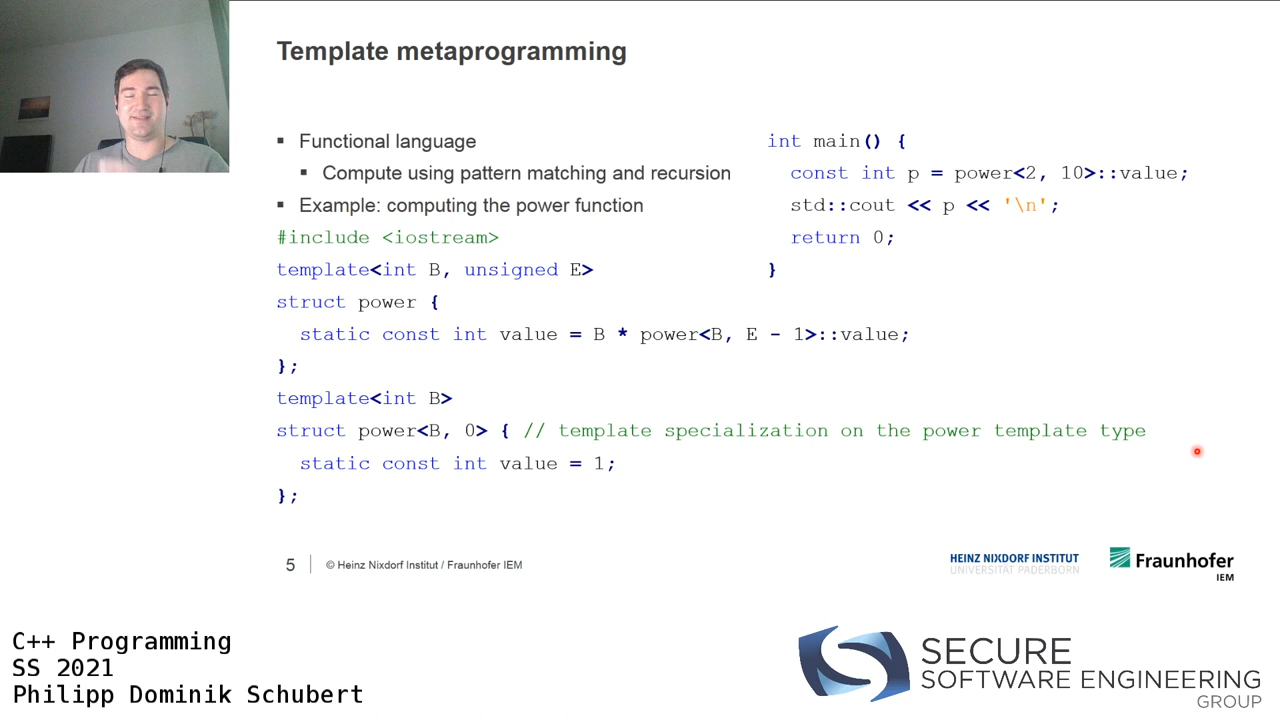 Template metaprogramming
▪ Functional language
▪ Compute using pattern matching and recursion
▪ Example: computing the power function
#include <iostream>
template<int B, unsigned E>
struct power {
static const int value = B * power<B, E - 1>::value;
};
template<int B>
struct power<B, 0> { // template specialization on the power template type
static const int value = 1;
};
int main() {
const int p = power<2, 10>::value;
std::cout << p << '\n';
return 0;
}
5
© Heinz Nixdorf Institut / Fraunhofer IEM
HEINZ NIXDORF INSTITUT
UNIVERSITÄT PADERBORN
Fraunhofer
IEM
C++ Programming
SS 2021
Philipp Dominik Schubert
SECURE
SOFTWARE ENGINEERING
GROUP